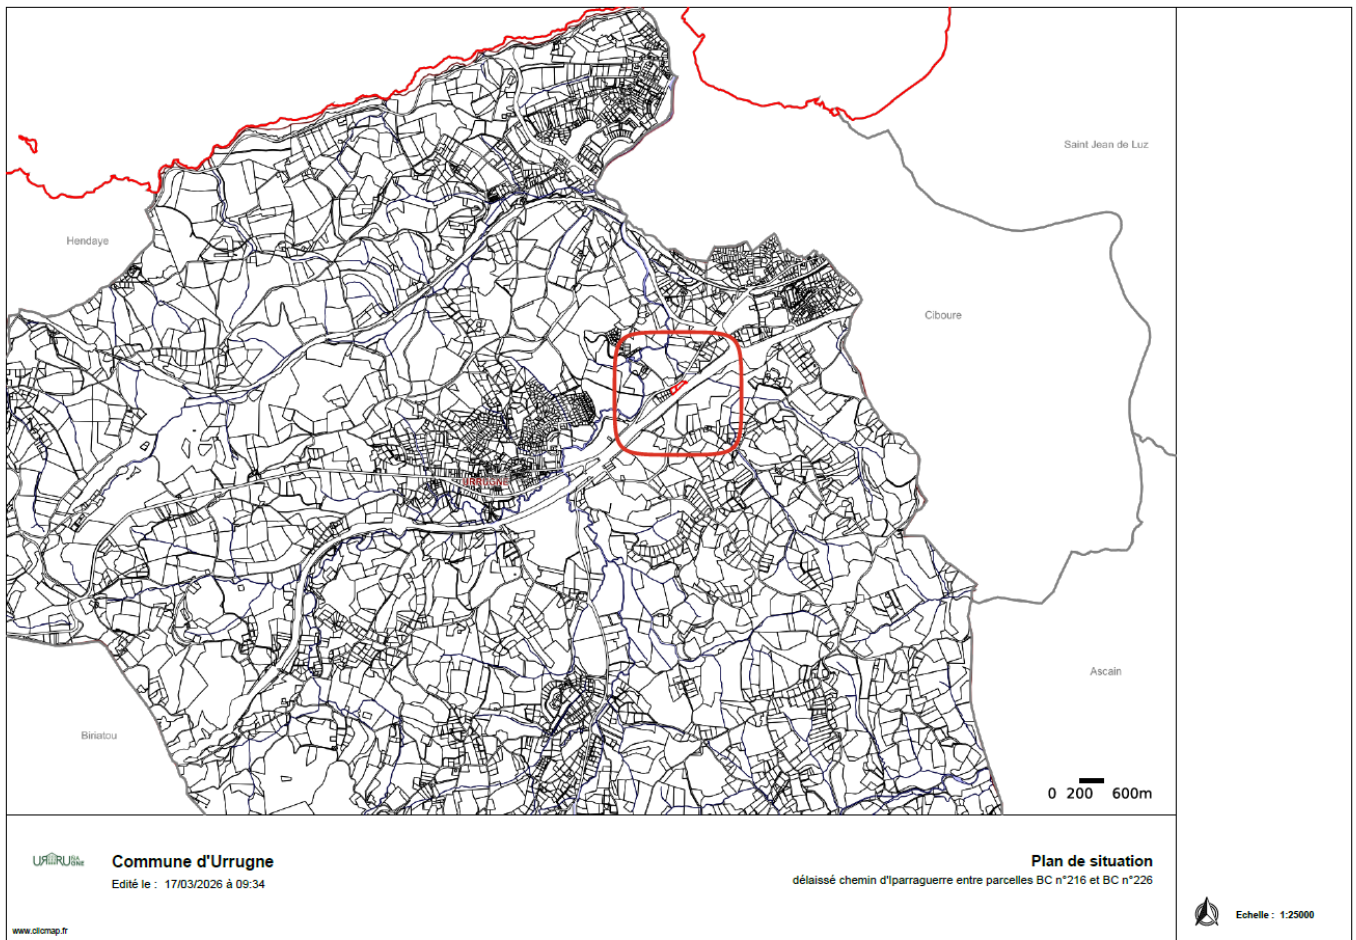 Saint Jean de Luz
Hendaye
Ciboure
URRUGNE
Ascain
Biriatou
0 200 600m
Commune d'Urrugne
Edité le : 17/03/2026 à 09:34
Plan de situation
délaissé chemin d'Iparraguerre entre parcelles BC n°216 et BC n°226
Echelle : 1:25000
www.clicmap.fr